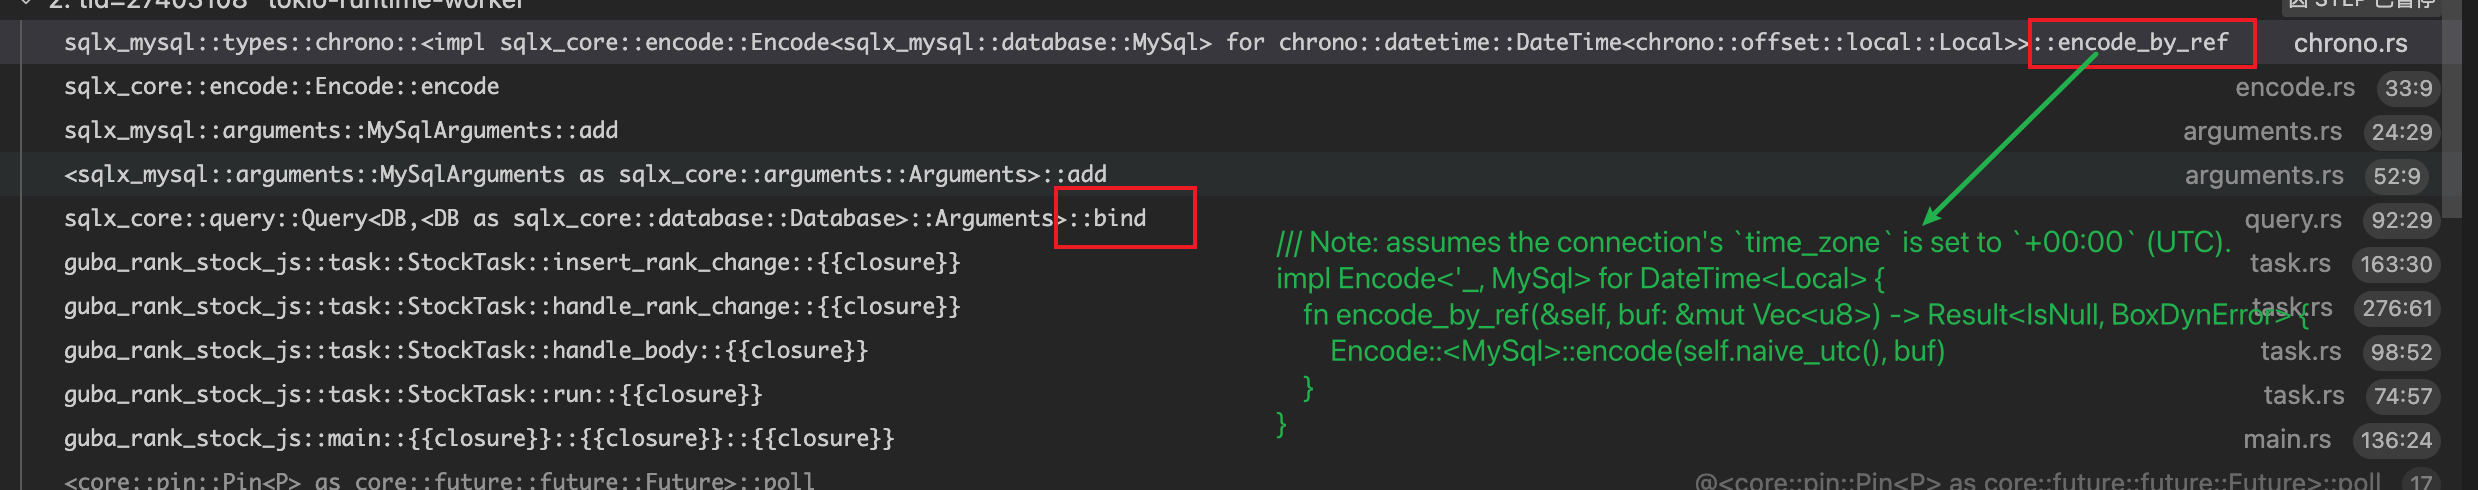 2: tid=27403108 "tokio-runtime-worker"
因 STEP 已暂停
sqlx_mysql::types::chrono::<impl sqlx_core::encode::Encode<sqlx_mysql::database::MySql> for chrono::datetime::DateTime<chrono::offset::local::Local>>::encode_by_ref chrono.rs
sqlx_core::encode::Encode::encode encode.rs 33:9
sqlx_mysql::arguments::MySqlArguments::add arguments.rs 24:29
<sqlx_mysql::arguments::MySqlArguments as sqlx_core::arguments::Arguments>::add arguments.rs 52:9
sqlx_core::query::Query<DB,<DB as sqlx_core::database::Database>::Arguments>::bind query.rs 92:29
guba_rank_stock_js::task::StockTask::insert_rank_change::{{closure}} task.rs 163:30
guba_rank_stock_js::task::StockTask::handle_rank_change::{{closure}} task.rs 276:61
guba_rank_stock_js::task::StockTask::handle_body::{{closure}} task.rs 98:52
guba_rank_stock_js::task::StockTask::run::{{closure}} task.rs 74:57
guba_rank_stock_js::main::{{closure}}::{{closure}}::{{closure}} main.rs 136:24
<core::pin::Pin<P> as core::future::future::Future>::poll @<core::pin::Pin<P> as core::future::future::Future>::poll 17
/// Note: assumes the connection's `time_zone` is set to `+00:00` (UTC).
impl Encode<'_, MySql> for DateTime<Local> {
fn encode_by_ref(&self, buf: &mut Vec<u8>) -> Result<IsNull, BoxDynError> {
Encode::<MySql>::encode(self.naive_utc(), buf)
}
}